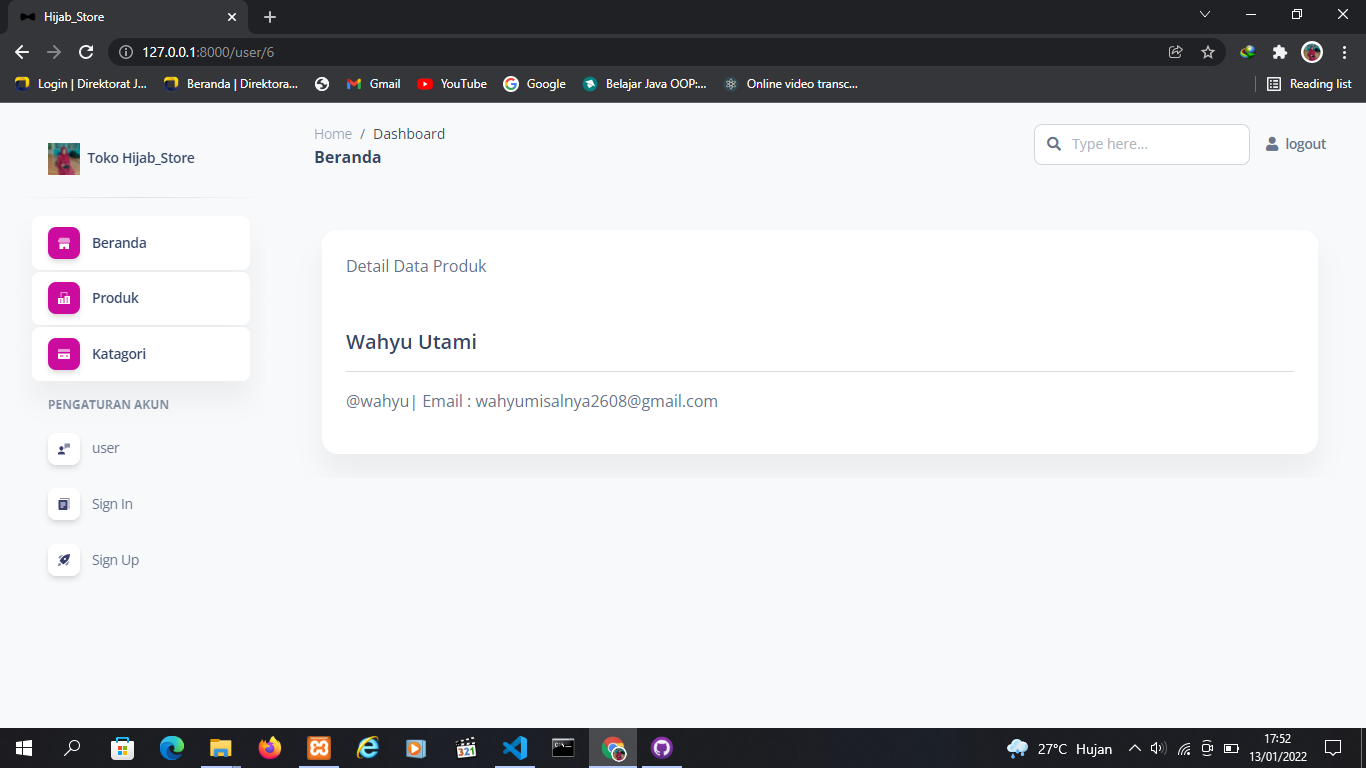 Hijab_Store
127.0.0.1:8000/user/6
Login | Direktorat J...
Beranda | Direktora...
Gmail
YouTube
Google
Belajar Java OOP:...
Online video transc...
Reading list
Toko Hijab_Store
Home / Dashboard
Beranda
Type here...
logout
Beranda
Produk
Katagori
PENGATURAN AKUN
user
Sign In
Sign Up
Detail Data Produk
Wahyu Utami
@wahyu| Email : wahyumisalnya2608@gmail.com
321
27°C Hujan
17:52
13/01/2022